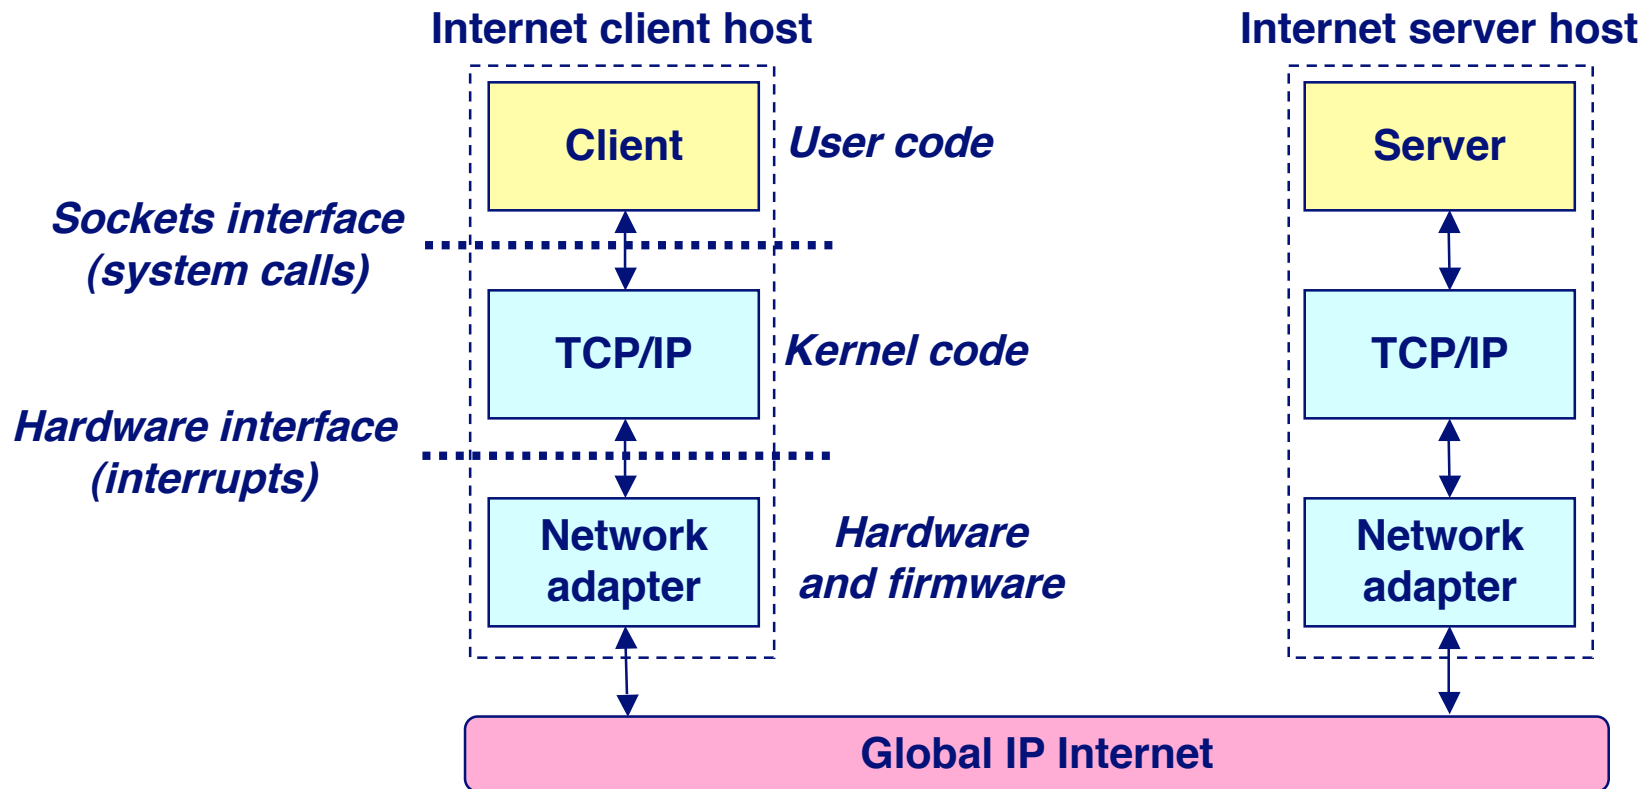 Internet client host
Internet server host
Client
User code
Server
Sockets interface
(system calls)
TCP/IP
Kernel code
TCP/IP
Hardware interface
(interrupts)
Network
adapter
Hardware
and firmware
Network
adapter
Global IP Internet